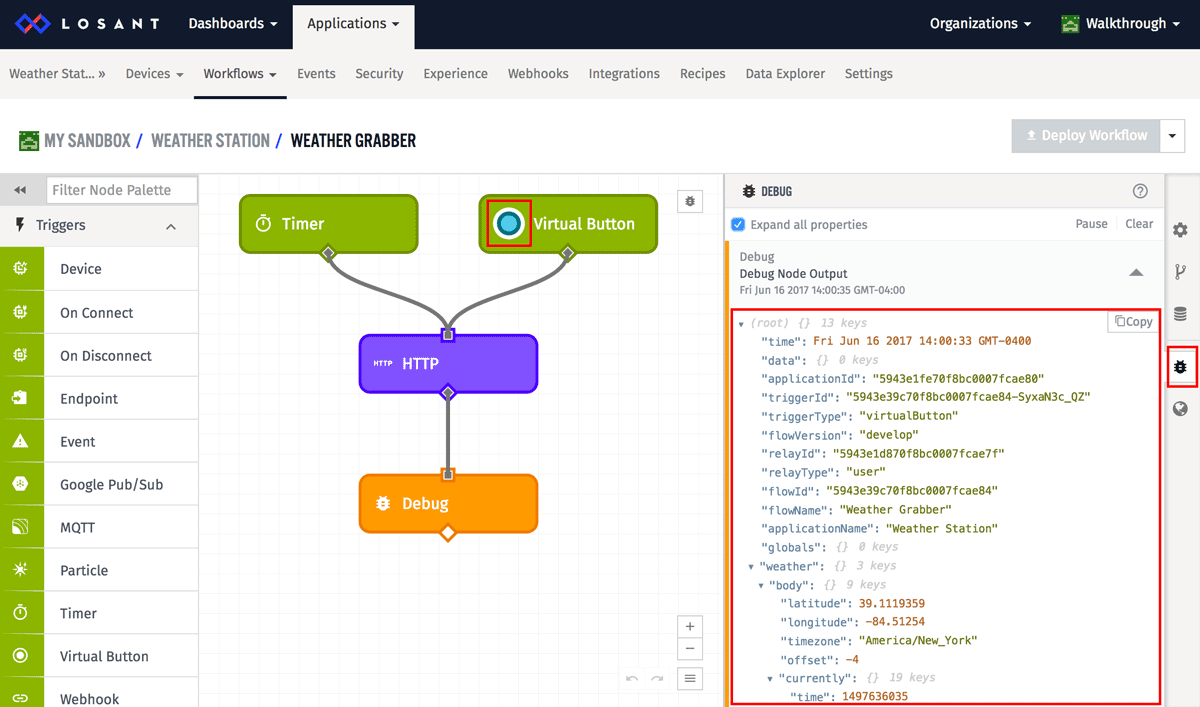 LOSANT Dashboards Applications Organizations Walkthrough
Weather Stat... » Devices Workflows Events Security Experience Webhooks Integrations Recipes Data Explorer Settings
MY SANDBOX / WEATHER STATION / WEATHER GRABBER
Deploy Workflow
Filter Node Palette
Triggers
Device
On Connect
On Disconnect
Endpoint
Event
Google Pub/Sub
MQTT
Particle
Timer
Virtual Button
Webhook
Timer
Virtual Button
HTTP HTTP
Debug
DEBUG
Expand all properties Pause Clear
Debug
Debug Node Output
Fri Jun 16 2017 14:00:35 GMT-04:00
Copy
(root) {} 13 keys
"time": Fri Jun 16 2017 14:00:33 GMT-0400
"data": {} 0 keys
"applicationId": "5943e1fe70f8bc0007fcae80"
"triggerId": "5943e39c70f8bc0007fcae84-SyxaN3c_QZ"
"triggerType": "virtualButton"
"flowVersion": "develop"
"relayId": "5943e1d870f8bc0007fcae7f"
"relayType": "user"
"flowId": "5943e39c70f8bc0007fcae84"
"flowName": "Weather Grabber"
"applicationName": "Weather Station"
"globals": {} 0 keys
"weather": {} 3 keys
"body": {} 9 keys
"latitude": 39.1119359
"longitude": -84.51254
"timezone": "America/New_York"
"offset": -4
"currently": {} 19 keys
"time": 1497636035